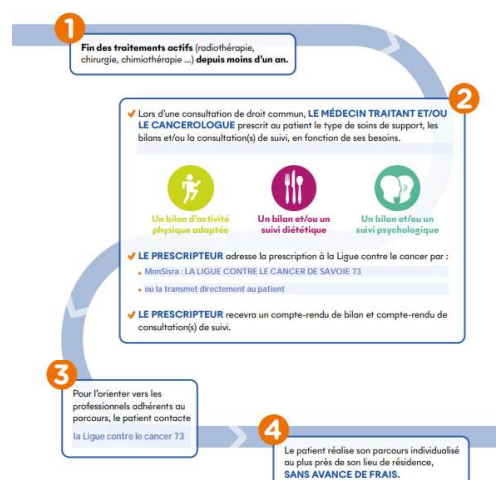 1
Fin des traitements actifs (radiothérapie,
chirurgie, chimiothérapie ...) depuis moins d'un an.
2
Lors d'une consultation de droit commun, LE MÉDECIN TRAITANT ET/OU
LE CANCEROLOGUE prescrit au patient le type de soins de support, les
bilans et/ou la consultation(s) de suivi, en fonction de ses besoins.
Un bilan d'activité
physique adaptée
Un bilan et/ou un
suivi diététique
Un bilan et/ou un
suivi psychologique
LE PRESCRIPTEUR adresse la prescription à la Ligue contre le cancer par :
• MonSisra : LA LIGUE CONTRE LE CANCER DE SAVOIE 73
• ou la transmet directement au patient
LE PRESCRIPTEUR recevra un compte-rendu de bilan et compte-rendu de
consultation(s) de suivi.
3
Pour l'orienter vers les
professionnels adhérents au
parcours, le patient contacte
la Ligue contre le cancer 73
4
Le patient réalise son parcours individualisé
au plus près de son lieu de résidence,
SANS AVANCE DE FRAIS.